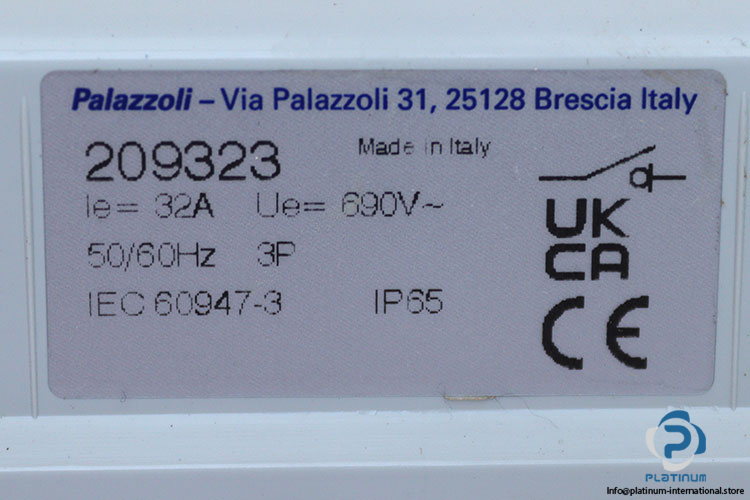 Palazzoli – Via Palazzoli 31, 25128 Brescia Italy
209323
Made in Italy
Ie= 32A Ue= 690V~
50/60Hz 3P
IEC 60947-3 IP65
UK
CA
CE
PLATINUM
Info@platinum-international.store